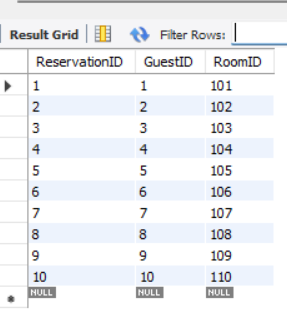 Result Grid Filter Rows:
ReservationID GuestID RoomID
1 1 101
2 2 102
3 3 103
4 4 104
5 5 105
6 6 106
7 7 107
8 8 108
9 9 109
10 10 110
NULL NULL NULL